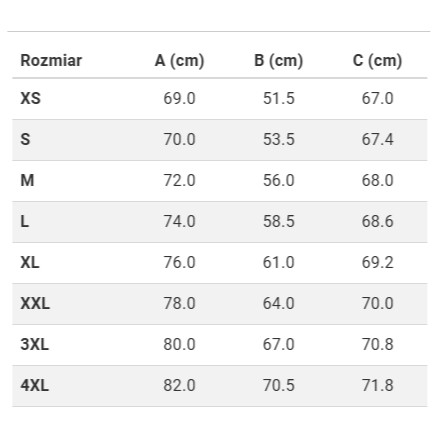 Rozmiar A (cm) B (cm) C (cm)
XS 69.0 51.5 67.0
S 70.0 53.5 67.4
M 72.0 56.0 68.0
L 74.0 58.5 68.6
XL 76.0 61.0 69.2
XXL 78.0 64.0 70.0
3XL 80.0 67.0 70.8
4XL 82.0 70.5 71.8